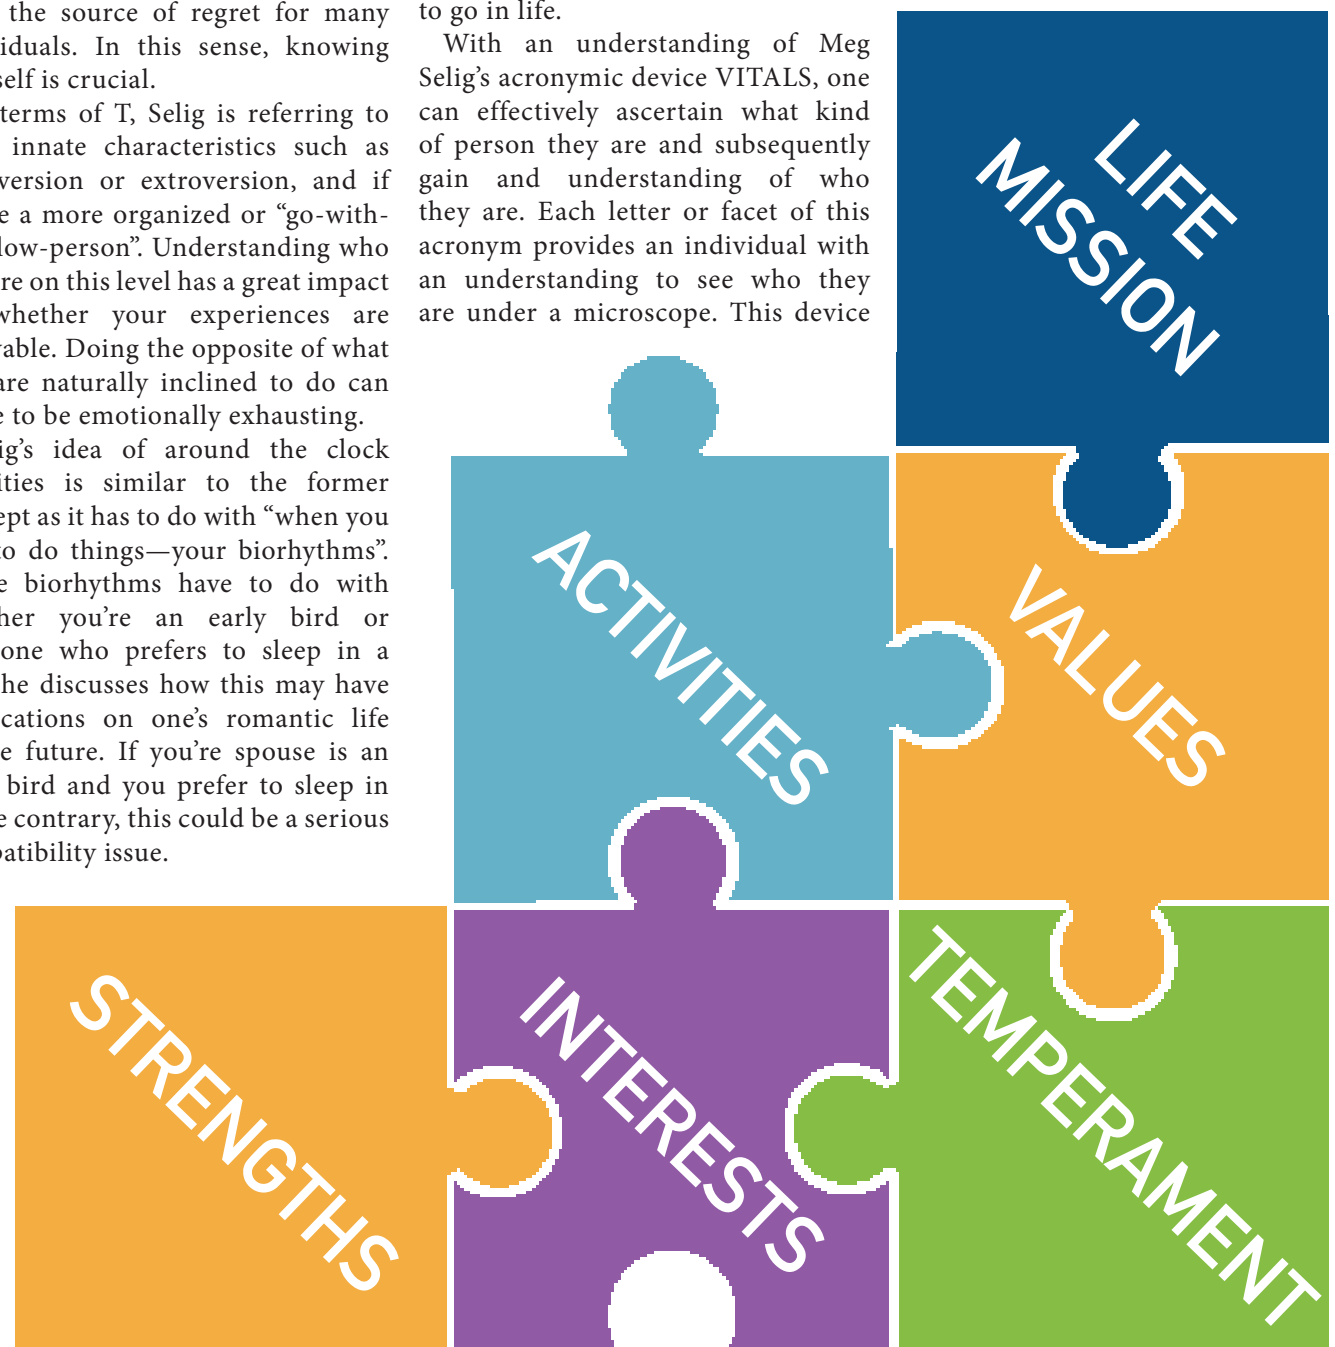 the source of regret for many
iduals. In this sense, knowing
self is crucial.
terms of T, Selig is referring to
innate characteristics such as
version or extroversion, and if
e a more organized or “go-with-
low-person”. Understanding who
re on this level has a great impact
whether your experiences are
able. Doing the opposite of what
are naturally inclined to do can
e to be emotionally exhausting.
ig’s idea of around the clock
ities is similar to the former
ept as it has to do with “when you
to do things—your biorhythms”.
e biorhythms have to do with
her you’re an early bird or
one who prefers to sleep in a
he discusses how this may have
ications on one’s romantic life
e future. If you’re spouse is an
bird and you prefer to sleep in
e contrary, this could be a serious
patibility issue.
to go in life.
With an understanding of Meg
Selig’s acronymic device VITALS, one
can effectively ascertain what kind
of person they are and subsequently
gain and understanding of who
they are. Each letter or facet of this
acronym provides an individual with
an understanding to see who they
are under a microscope. This device
LIFE
MISSION
ACTIVITIES
VALUES
STRENGTHS
INTERESTS
TEMPERAMENT